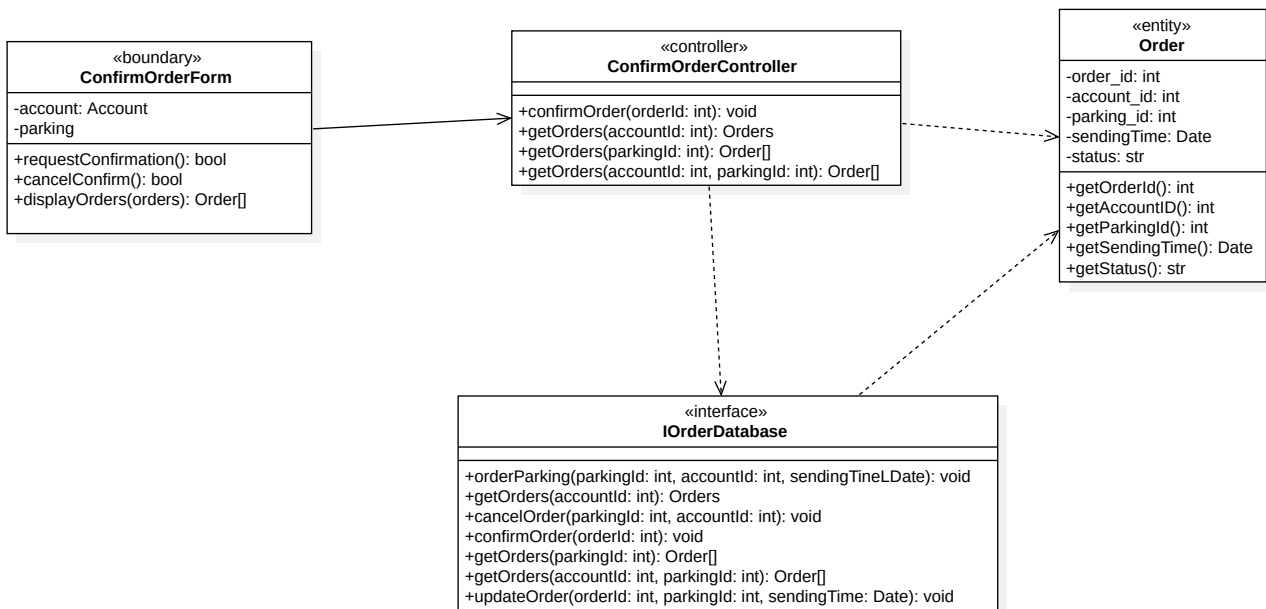 «boundary»
ConfirmOrderForm
-account: Account
-parking
+requestConfirmation(): bool
+cancelConfirm(): bool
+displayOrders(orders): Order[]
«controller»
ConfirmOrderController
+confirmOrder(orderId: int): void
+getOrders(accountId: int): Orders
+getOrders(parkingId: int): Order[]
+getOrders(accountId: int, parkingId: int): Order[]
«entity»
Order
-order_id: int
-account_id: int
-parking_id: int
-sendingTime: Date
-status: str
+getOrderId(): int
+getAccountID(): int
+getParkingId(): int
+getSendingTime(): Date
+getStatus(): str
«interface»
IOrderDatabase
+orderParking(parkingId: int, accountId: int, sendingTineLDate): void
+getOrders(accountId: int): Orders
+cancelOrder(parkingId: int, accountId: int): void
+confirmOrder(orderId: int): void
+getOrders(parkingId: int): Order[]
+getOrders(accountId: int, parkingId: int): Order[]
+updateOrder(orderId: int, parkingId: int, sendingTime: Date): void